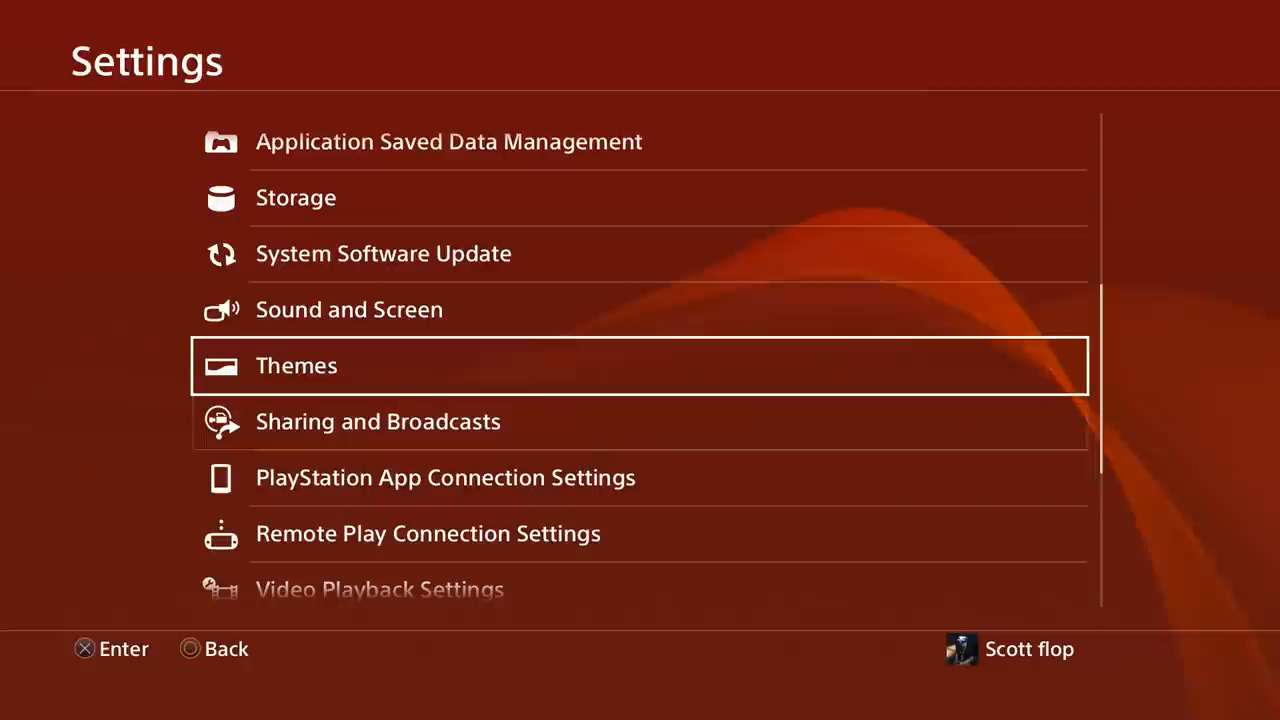 Settings
Application Saved Data Management
Storage
System Software Update
Sound and Screen
Themes
Sharing and Broadcasts
PlayStation App Connection Settings
Remote Play Connection Settings
Video Playback Settings
Enter Back Scott flop